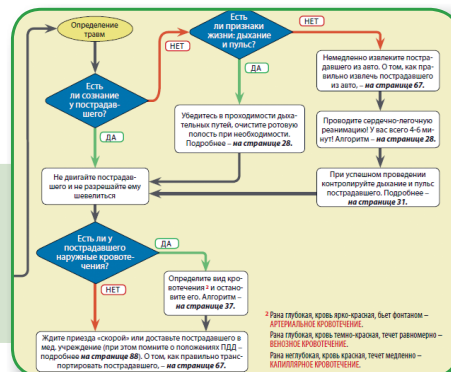 Определение
травм
Есть
ли сознание
у пострадав-
шего?
НЕТ
ДА
Есть
ли признаки
жизни: дыхание
и пульс?
НЕТ
ДА
Немедленно извлеките постра-
давшего из авто. О том, как пра-
вильно извлечь пострадавшего
из авто, – на странице 67.
Убедитесь в проходимости дыха-
тельных путей, очистите ротовую
полость при необходимости.
Подробнее – на странице 28.
Проводите сердечно-легочную
реанимацию! У вас всего 4-6 ми-
нут! Алгоритм – на странице 28.
Не двигайте пострадав-
шего и не разрешайте ему
шевелиться
При успешном проведении
контролируйте дыхание и пульс
пострадавшего. Подробнее –
на странице 31.
Есть ли у
пострадавшего
наружные кровоте-
чения?
ДА
НЕТ
Определите вид кро-
вотечения ² и остано-
вите его. Алгоритм –
на странице 37.
Ждите приезда «скорой» или доставьте пострадавшего в
мед. учреждение (при этом помните о положениях ПДД –
подробнее на странице 88). О том, как правильно транс-
портировать пострадавшего, – на странице 67.
² Рана глубокая, кровь ярко-красная, бьет фонтаном –
АРТЕРИАЛЬНОЕ КРОВОТЕЧЕНИЕ.
Рана глубокая, кровь темно-красная, течет равномерно –
ВЕНОЗНОЕ КРОВОТЕЧЕНИЕ.
Рана неглубокая, кровь красная, течет медленно –
КАПИЛЛЯРНОЕ КРОВОТЕЧЕНИЕ.